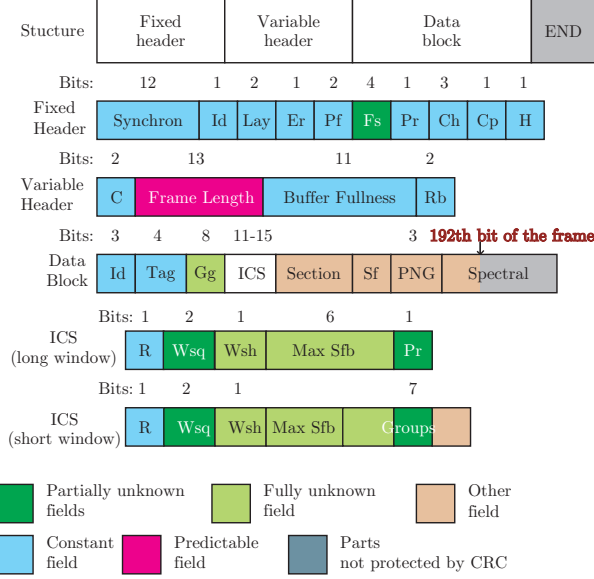 Stucture Fixed header Variable header Data block END
Bits: 12 1 2 1 2 4 1 3 1 1
Fixed Header Synchron Id Lay Er Pf Fs Pr Ch Cp H
Bits: 2 13 11 2
Variable Header C Frame Length Buffer Fullness Rb
Bits: 3 4 8 11-15 3 192th bit of the frame
Data Block Id Tag Gg ICS Section Sf PNG Spectral
Bits: 1 2 1 6 1
ICS (long window) R Wsq Wsh Max Sfb Pr
Bits: 1 2 1 7
ICS (short window) R Wsq Wsh Max Sfb Groups
Partially unknown fields
Fully unknown field
Other field
Constant field
Predictable field
Parts not protected by CRC